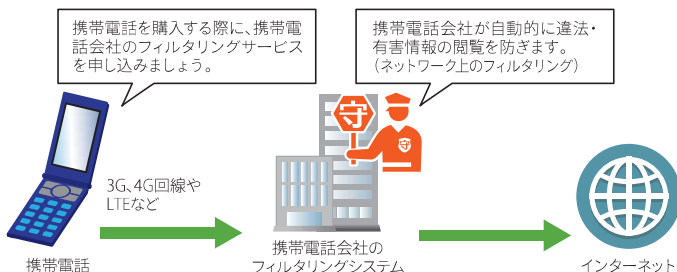 携帯電話を購入する際に、携帯電
話会社のフィルタリングサービス
を申し込みましょう。
携帯電話会社が自動的に違法・
有害情報の閲覧を防ぎます。
（ネットワーク上のフィルタリング）
守
守
3G、4G回線や
LTEなど
携帯電話
携帯電話会社の
フィルタリングシステム
インターネット